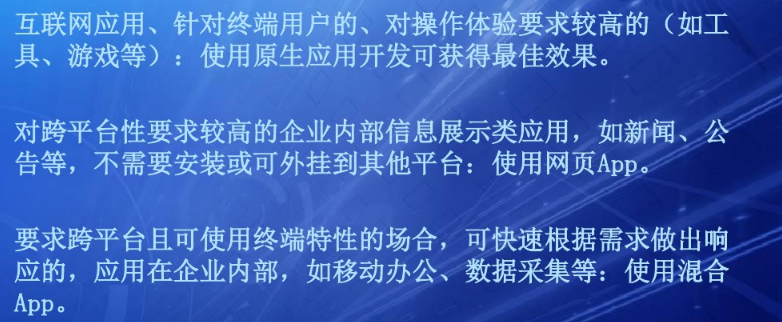 互联网应用、针对终端用户的、对操作体验要求较高的（如工
具、游戏等）：使用原生应用开发可获得最佳效果。
对跨平台性要求较高的企业内部信息展示类应用，如新闻、公
告等，不需要安装或可外挂到其他平台：使用网页App。
要求跨平台且可使用终端特性的场合，可快速根据需求做出响
应的，应用在企业内部，如移动办公、数据采集等：使用混合
App。